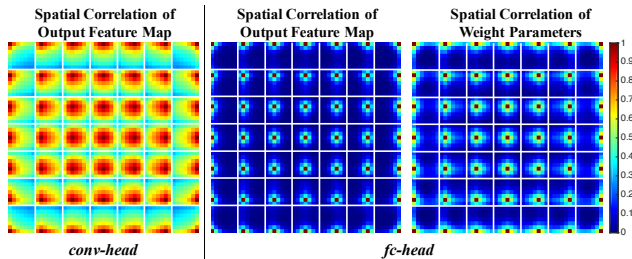 Spatial Correlation of
Output Feature Map
Spatial Correlation of
Output Feature Map
Spatial Correlation of
Weight Parameters
1
0.9
0.8
0.7
0.6
0.5
0.4
0.3
0.2
0.1
0
conv-head
fc-head